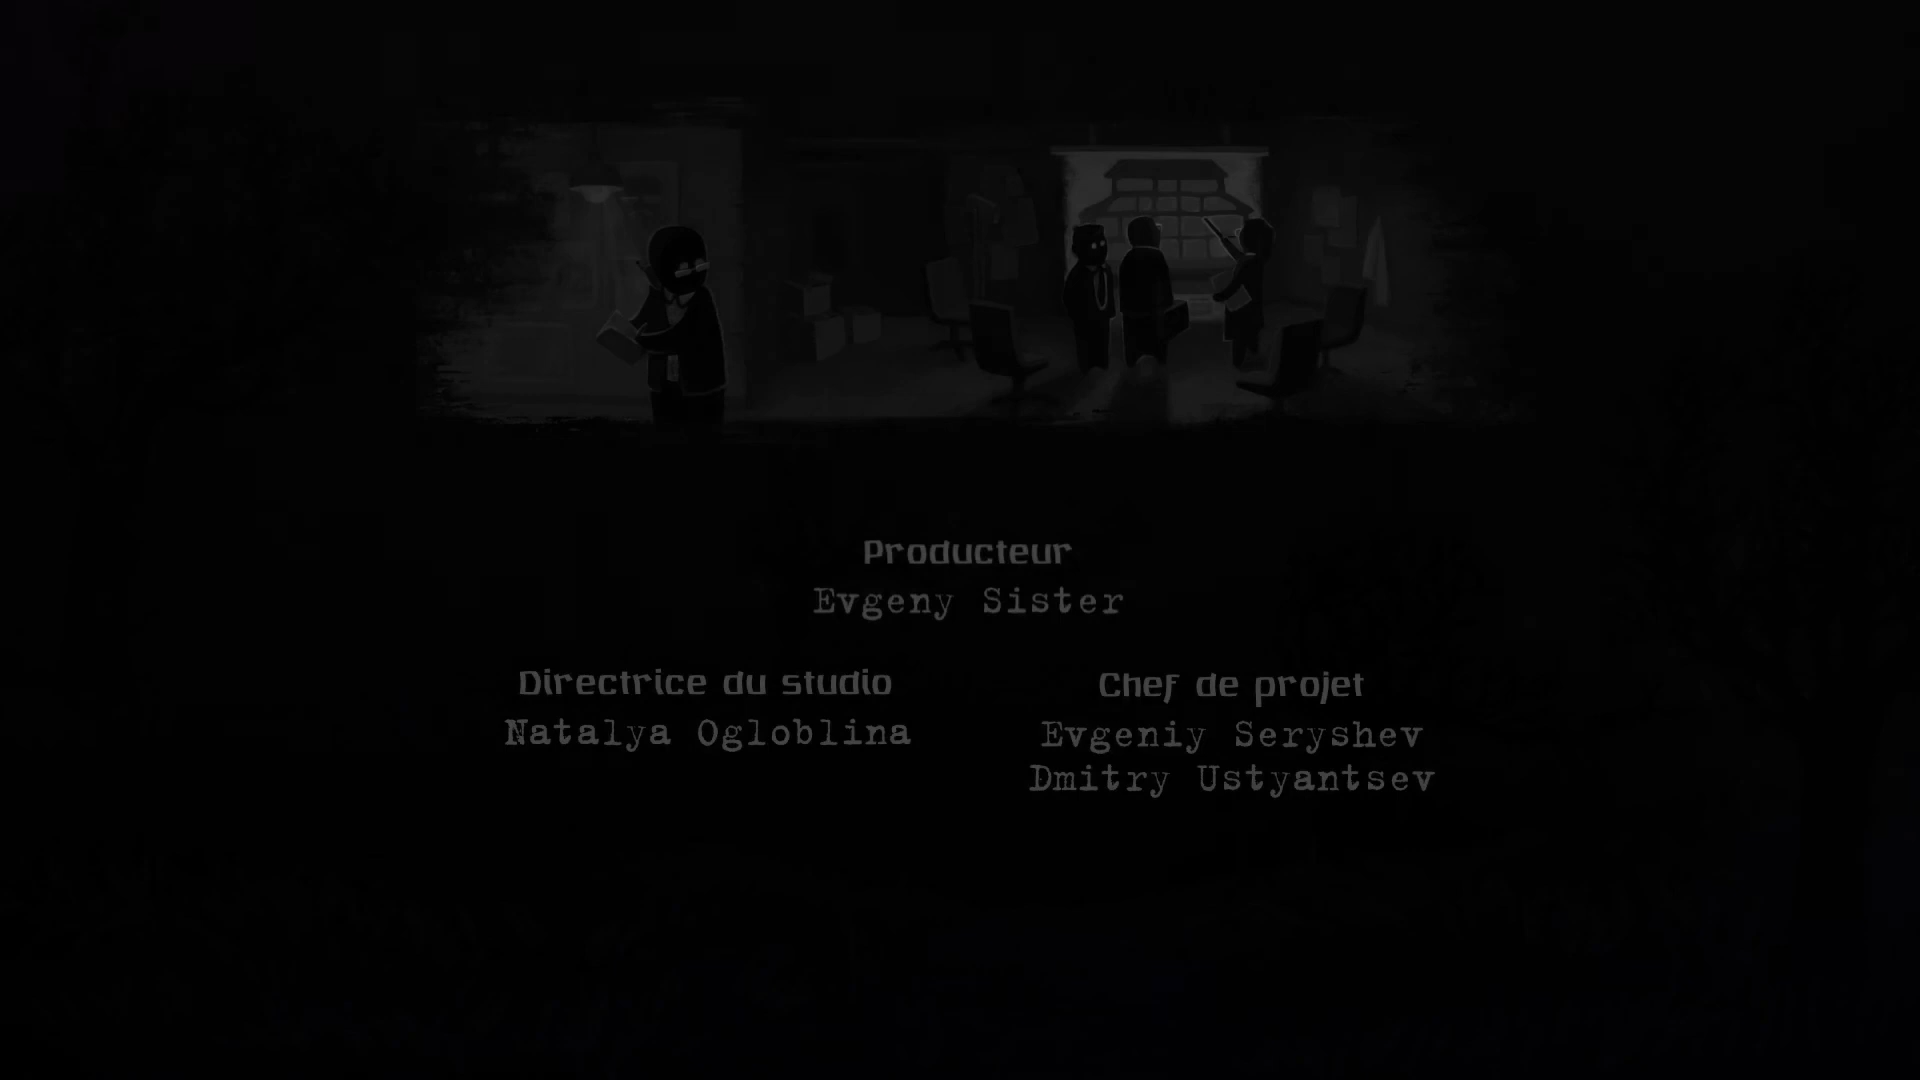 Producteur
Evgeny Sister
Directrice du studio
Natalya Ogloblina
Chef de projet
Evgeniy Seryshev
Dmitry Ustyantsev